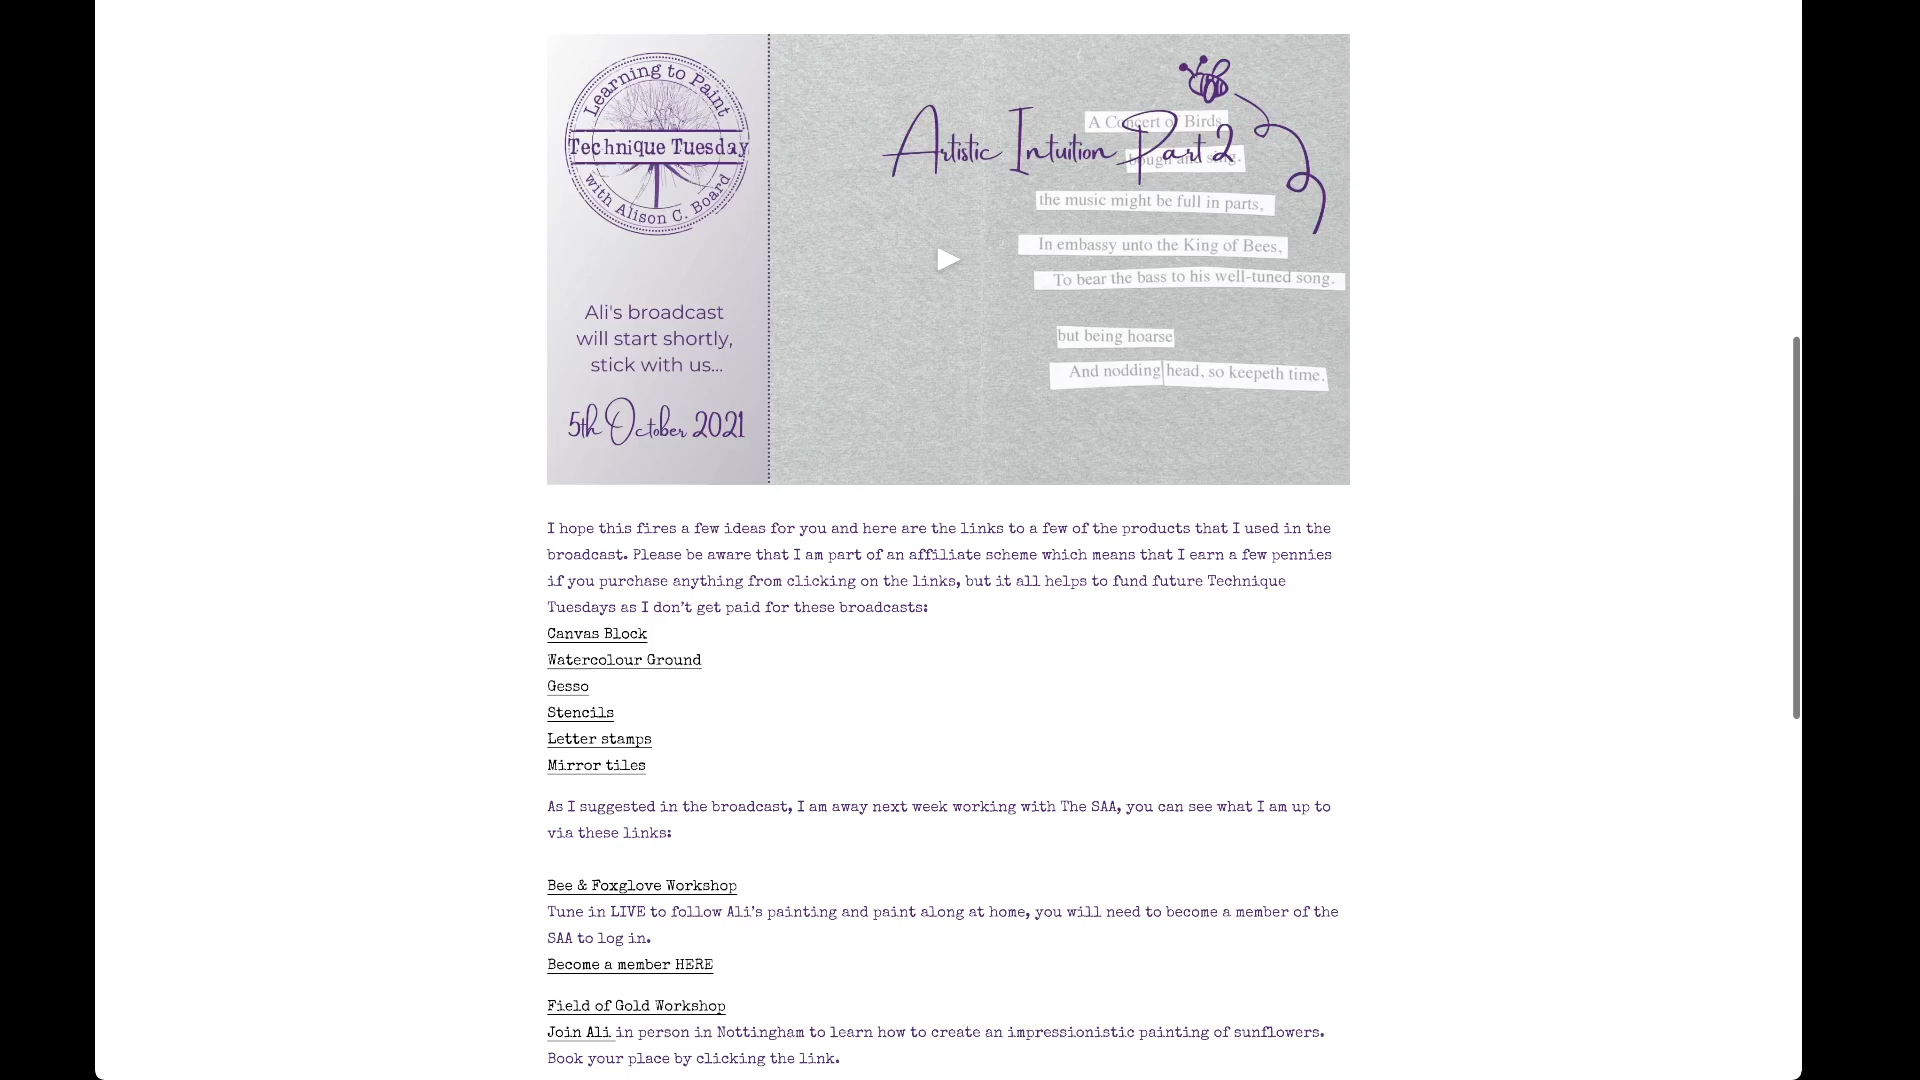 Learning to Paint
Technique Tuesday
with Alison C. Board
Ali's broadcast
will start shortly,
stick with us...
5th October 2021
Artistic Intuition Part 2
A Concert of Birds
bough and sing.
the music might be full in parts,
In embassy unto the King of Bees,
To bear the bass to his well-tuned song.
but being hoarse
And nodding head, so keepeth time.
I hope this fires a few ideas for you and here are the links to a few of the products that I used in the
broadcast. Please be aware that I am part of an affiliate scheme which means that I earn a few pennies
if you purchase anything from clicking on the links, but it all helps to fund future Technique
Tuesdays as I don’t get paid for these broadcasts:
Canvas Block
Watercolour Ground
Gesso
Stencils
Letter stamps
Mirror tiles
As I suggested in the broadcast, I am away next week working with The SAA, you can see what I am up to
via these links:
Bee & Foxglove Workshop
Tune in LIVE to follow Ali’s painting and paint along at home, you will need to become a member of the
SAA to log in.
Become a member HERE
Field of Gold Workshop
Join Ali in person in Nottingham to learn how to create an impressionistic painting of sunflowers.
Book your place by clicking the link.